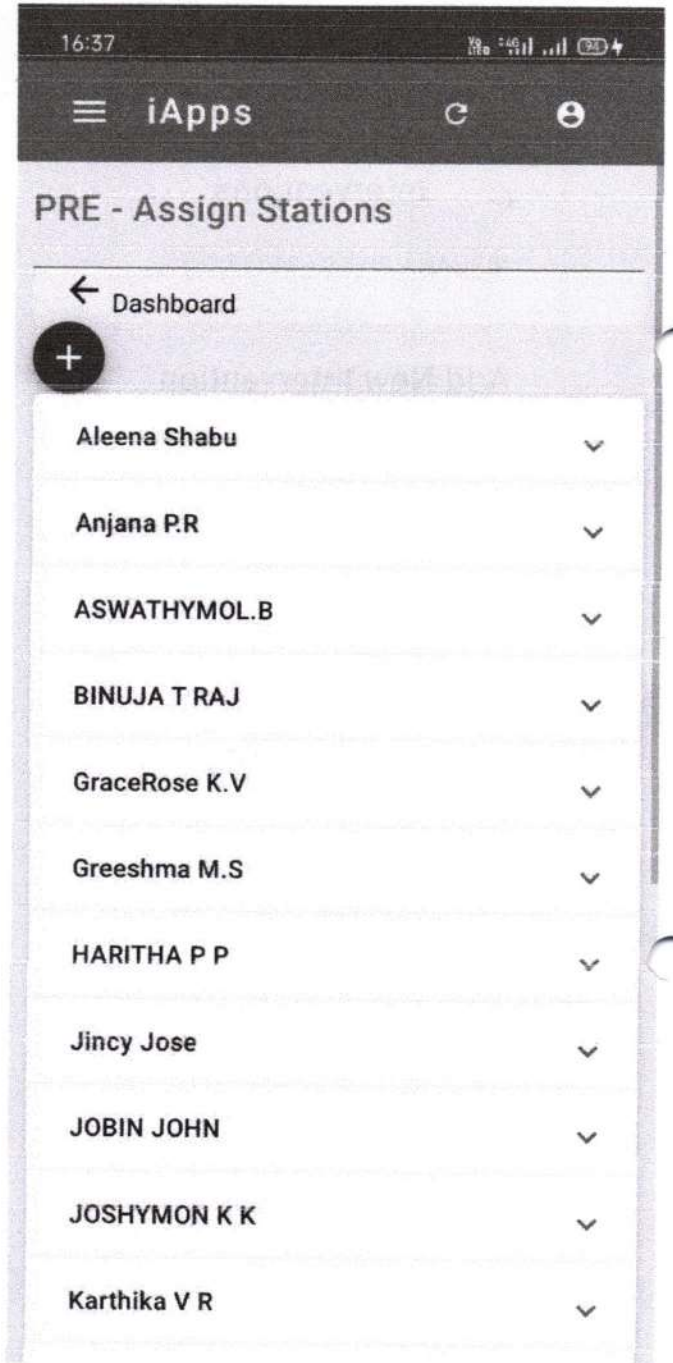 16:37
94
iApps
PRE - Assign Stations
Dashboard
Aleena Shabu
Anjana P.R
ASWATHYMOL.B
BINUJA T RAJ
GraceRose K.V
Greeshma M.S
HARITHA P P
Jincy Jose
JOBIN JOHN
JOSHYMON K K
Karthika V R